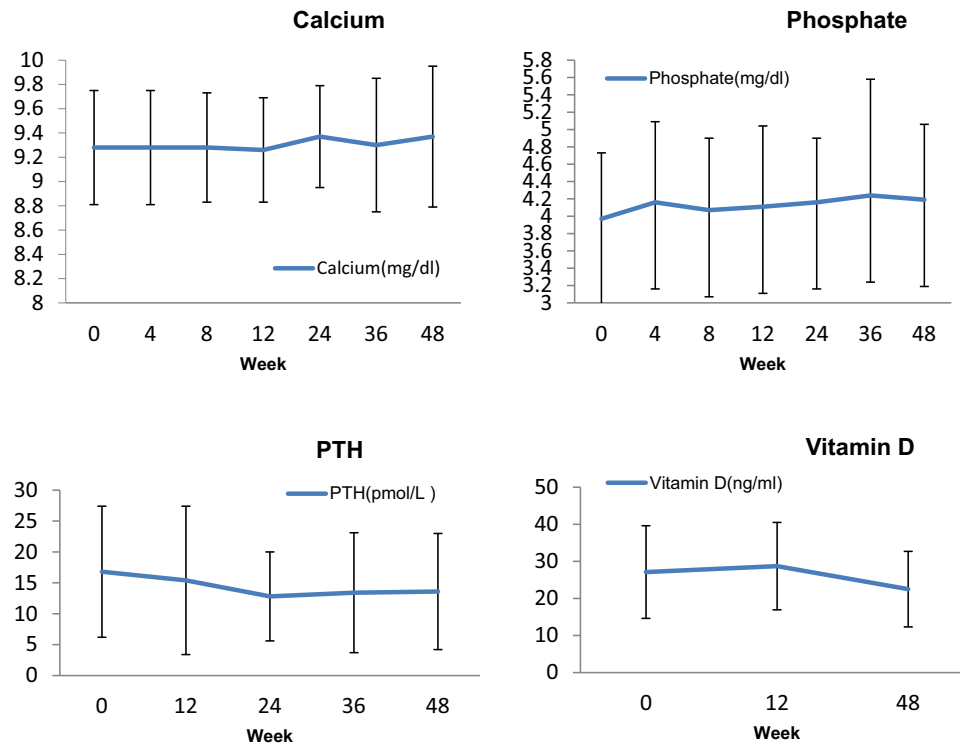 Calcium
10
9.8
9.6
9.4
9.2
9
8.8
8.6
8.4
8.2
8
Calcium(mg/dl)
0 4 8 12 24 36 48
Week
Phosphate
5.8
5.6
5.4
5.2
5
4.8
4.6
4.4
4.2
4
3.8
3.6
3.4
3.2
3
Phosphate(mg/dl)
0 4 8 12 24 36 48
Week
PTH
30
25
20
15
10
5
0
PTH(pmol/L )
0 12 24 36 48
Week
Vitamin D
50
40
30
20
10
0
Vitamin D(ng/ml)
0 12 48
Week